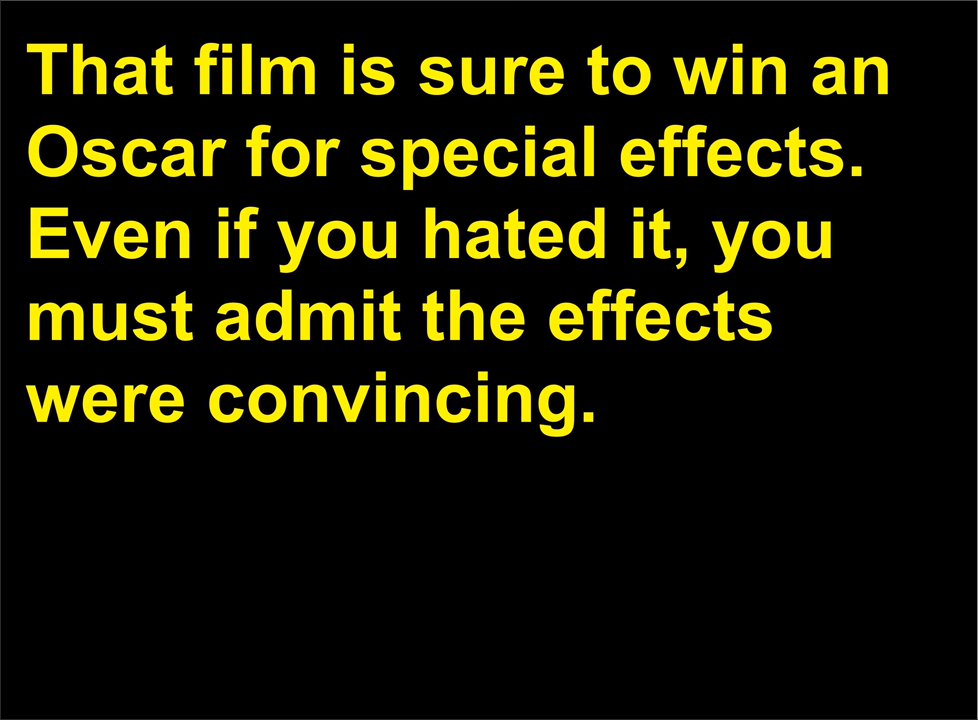 That film is sure to win an
Oscar for special effects.
Even if you hated it, you
must admit the effects
were convincing.